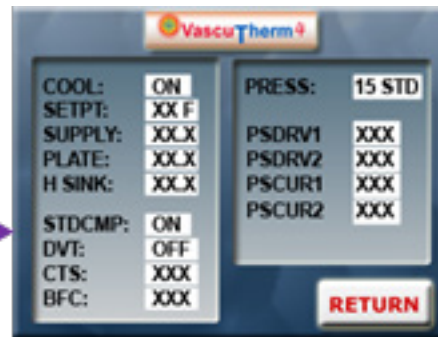 VascuTherm4
COOL: ON
SETPT: XX F
SUPPLY: XX.X
PLATE: XX.X
H SINK: XX.X
STDCMP: ON
DVT: OFF
CTS: XXX
BFC: XXX
PRESS: 15 STD
PSDRV1 XXX
PSDRV2 XXX
PSCUR1 XXX
PSCUR2 XXX
RETURN